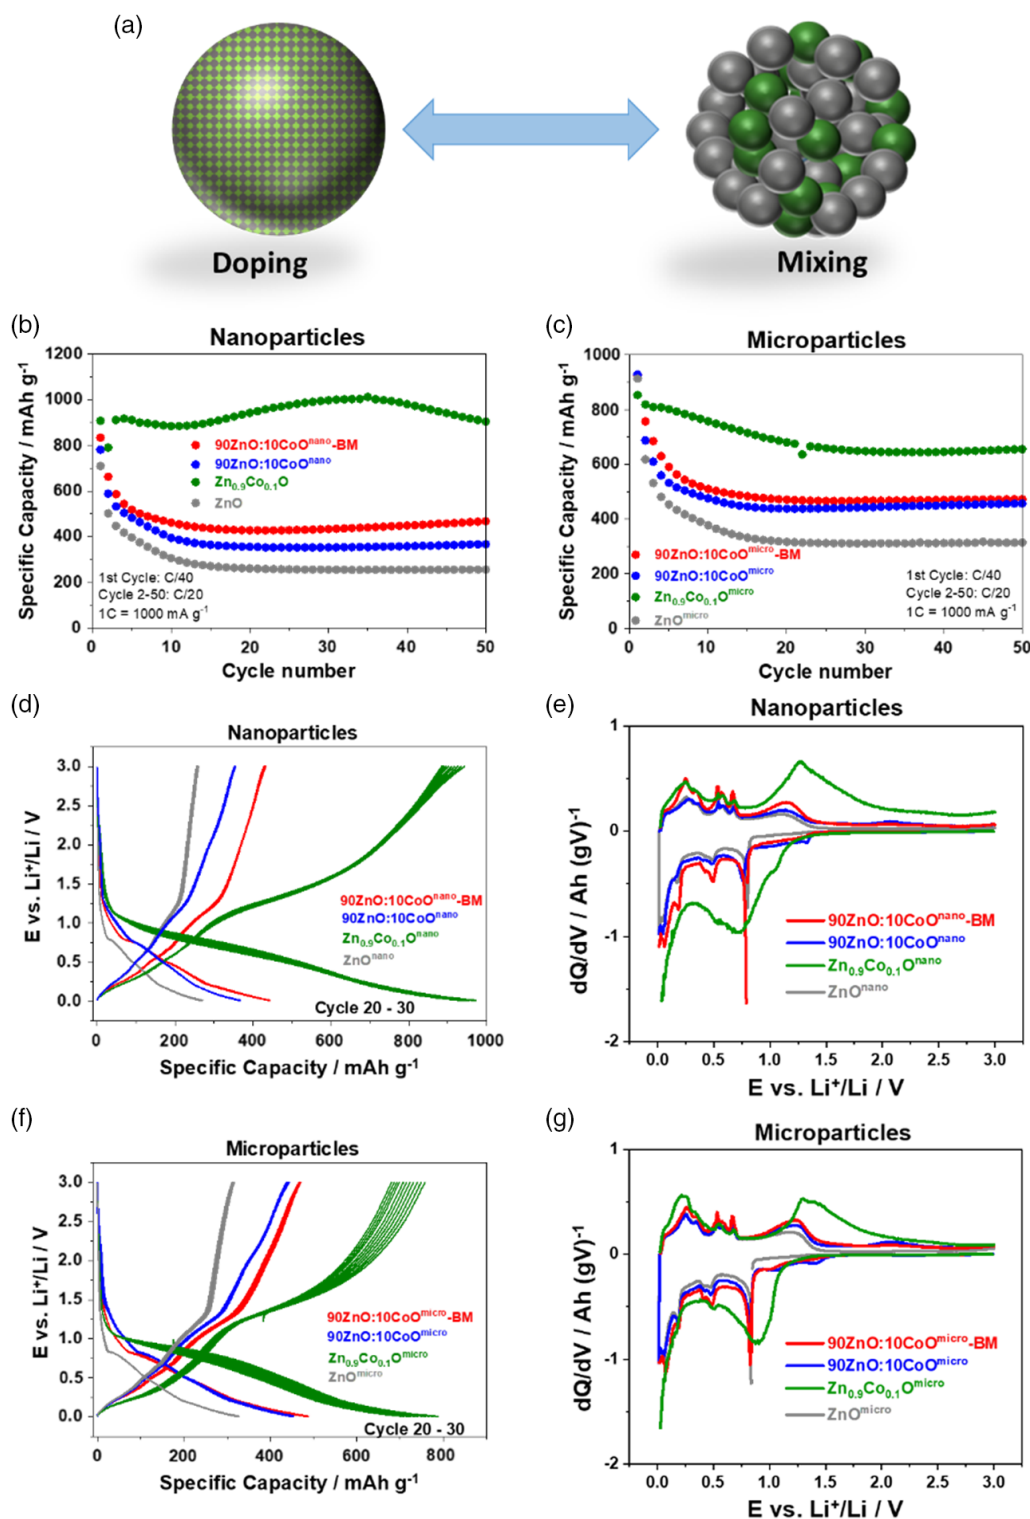 (a)
Doping
Mixing
(b)
Nanoparticles
Specific Capacity / mAh g⁻¹
1200
1000
800
600
400
200
0
90ZnO:10CoOⁿᵃⁿᵒ-BM
90ZnO:10CoOⁿᵃⁿᵒ
Zn₀.₉Co₀.₁O
ZnO
1st Cycle: C/40
Cycle 2-50: C/20
1C = 1000 mA g⁻¹
0 10 20 30 40 50
Cycle number
(c)
Microparticles
Specific Capacity / mAh g⁻¹
1000
800
600
400
200
0
90ZnO:10CoOᵐⁱᶜʳᵒ-BM
90ZnO:10CoOᵐⁱᶜʳᵒ
Zn₀.₉Co₀.₁Oᵐⁱᶜʳᵒ
ZnOᵐⁱᶜʳᵒ
1st Cycle: C/40
Cycle 2-50: C/20
1C = 1000 mA g⁻¹
0 10 20 30 40 50
Cycle number
(d)
Nanoparticles
E vs. Li⁺/Li / V
3.0
2.5
2.0
1.5
1.0
0.5
0.0
90ZnO:10CoOⁿᵃⁿᵒ-BM
90ZnO:10CoOⁿᵃⁿᵒ
Zn₀.₉Co₀.₁Oⁿᵃⁿᵒ
ZnOⁿᵃⁿᵒ
Cycle 20 - 30
0 200 400 600 800 1000
Specific Capacity / mAh g⁻¹
(e)
Nanoparticles
dQ/dV / Ah (gV)⁻¹
1
0
-1
-2
90ZnO:10CoOⁿᵃⁿᵒ-BM
90ZnO:10CoOⁿᵃⁿᵒ
Zn₀.₉Co₀.₁Oⁿᵃⁿᵒ
ZnOⁿᵃⁿᵒ
0.0 0.5 1.0 1.5 2.0 2.5 3.0
E vs. Li⁺/Li / V
(f)
Microparticles
E vs. Li⁺/Li / V
3.0
2.5
2.0
1.5
1.0
0.5
0.0
90ZnO:10CoOᵐⁱᶜʳᵒ-BM
90ZnO:10CoOᵐⁱᶜʳᵒ
Zn₀.₉Co₀.₁Oᵐⁱᶜʳᵒ
ZnOᵐⁱᶜʳᵒ
Cycle 20 - 30
0 200 400 600 800
Specific Capacity / mAh g⁻¹
(g)
Microparticles
dQ/dV / Ah (gV)⁻¹
1
0
-1
-2
90ZnO:10CoOᵐⁱᶜʳᵒ-BM
90ZnO:10CoOᵐⁱᶜʳᵒ
Zn₀.₉Co₀.₁Oᵐⁱᶜʳᵒ
ZnOᵐⁱᶜʳᵒ
0.0 0.5 1.0 1.5 2.0 2.5 3.0
E vs. Li⁺/Li / V